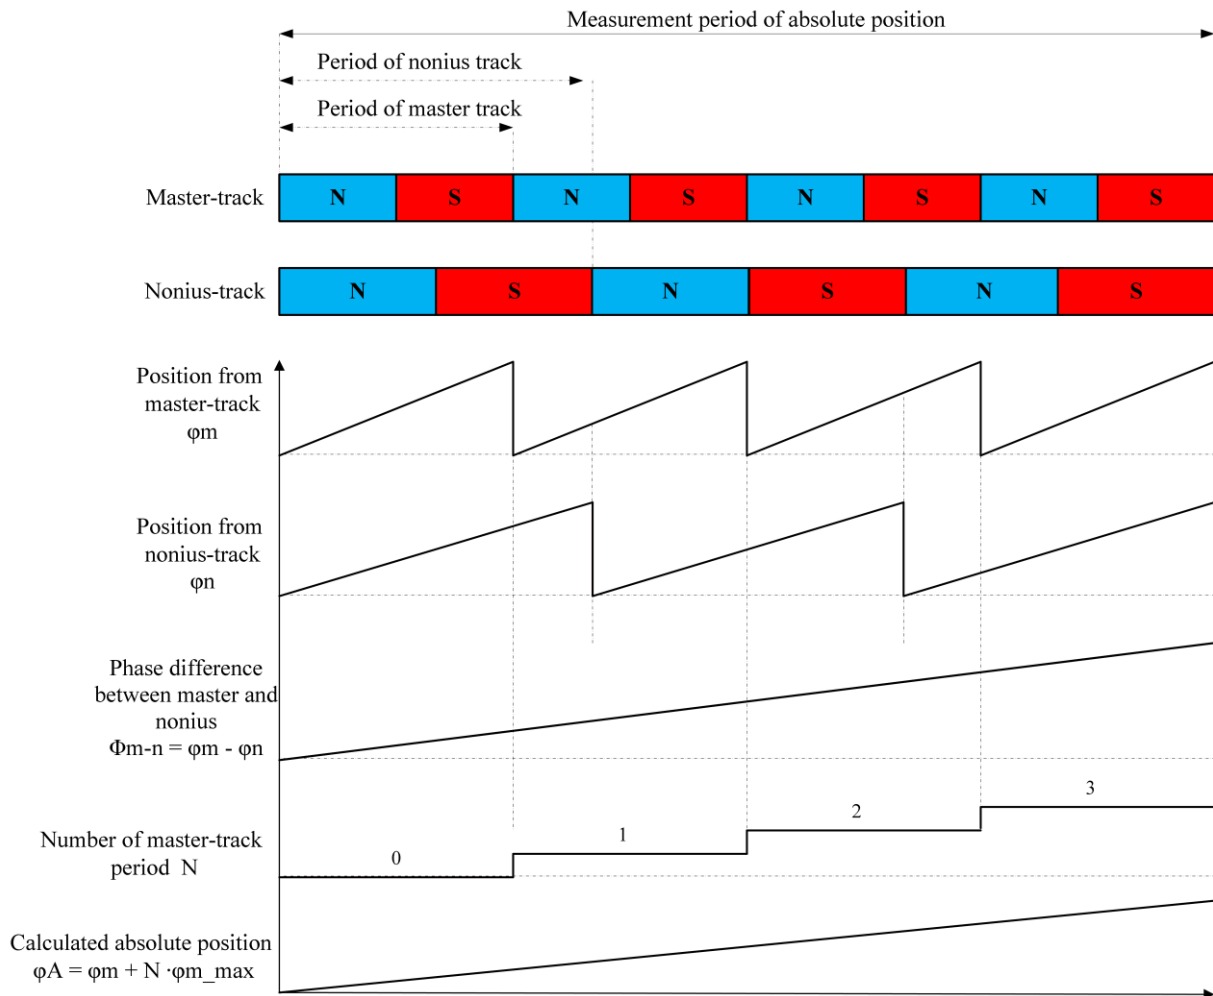 Measurement period of absolute position
Period of nonius track
Period of master track
Master-track
N S N S N S N S
Nonius-track
N S N S N S
Position from
master-track
φm
Position from
nonius-track
φn
Phase difference
between master and
nonius
Φm-n = φm - φn
Number of master-track
period N
0
1
2
3
Calculated absolute position
φA = φm + N ·φm_max